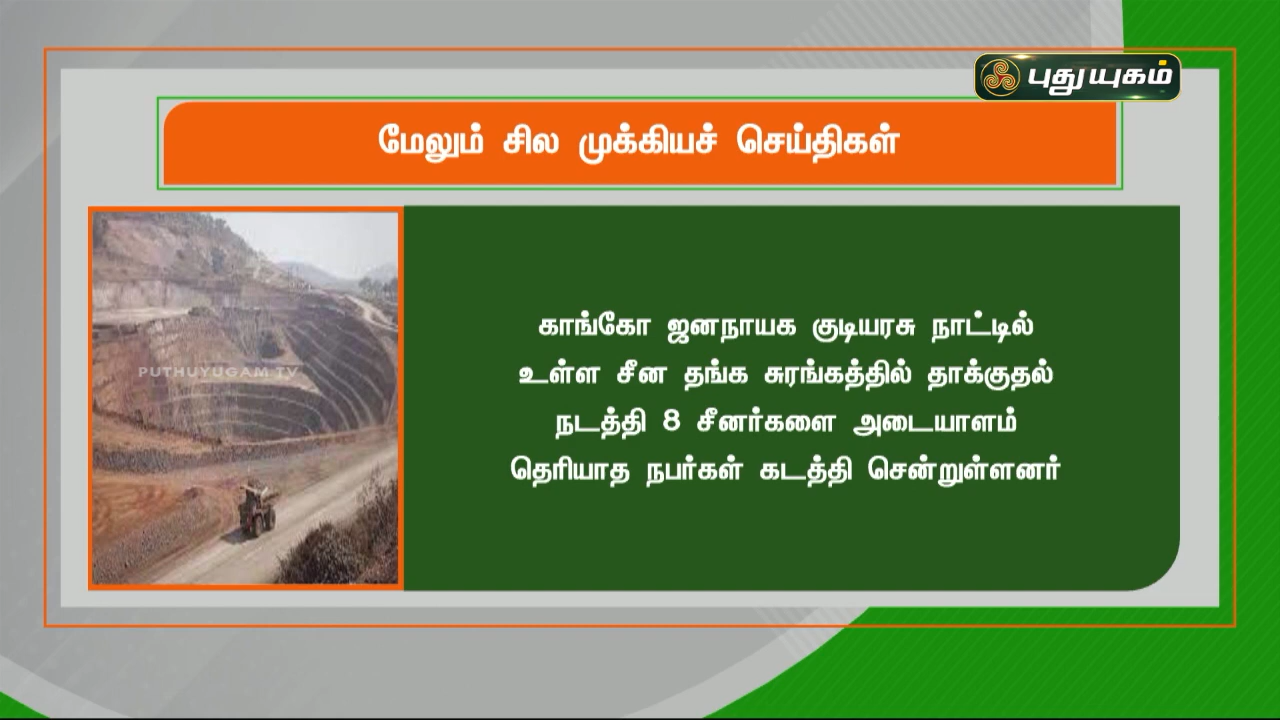 புதுயுகம்
மேலும் சில முக்கியச் செய்திகள்
PUTHUYUGAM TV
காங்கோ ஜனநாயக குடியரசு நாட்டில்
உள்ள சீன தங்க சுரங்கத்தில் தாக்குதல்
நடத்தி 8 சீனர்களை அடையாளம்
தெரியாத நபர்கள் கடத்தி சென்றுள்ளனர்